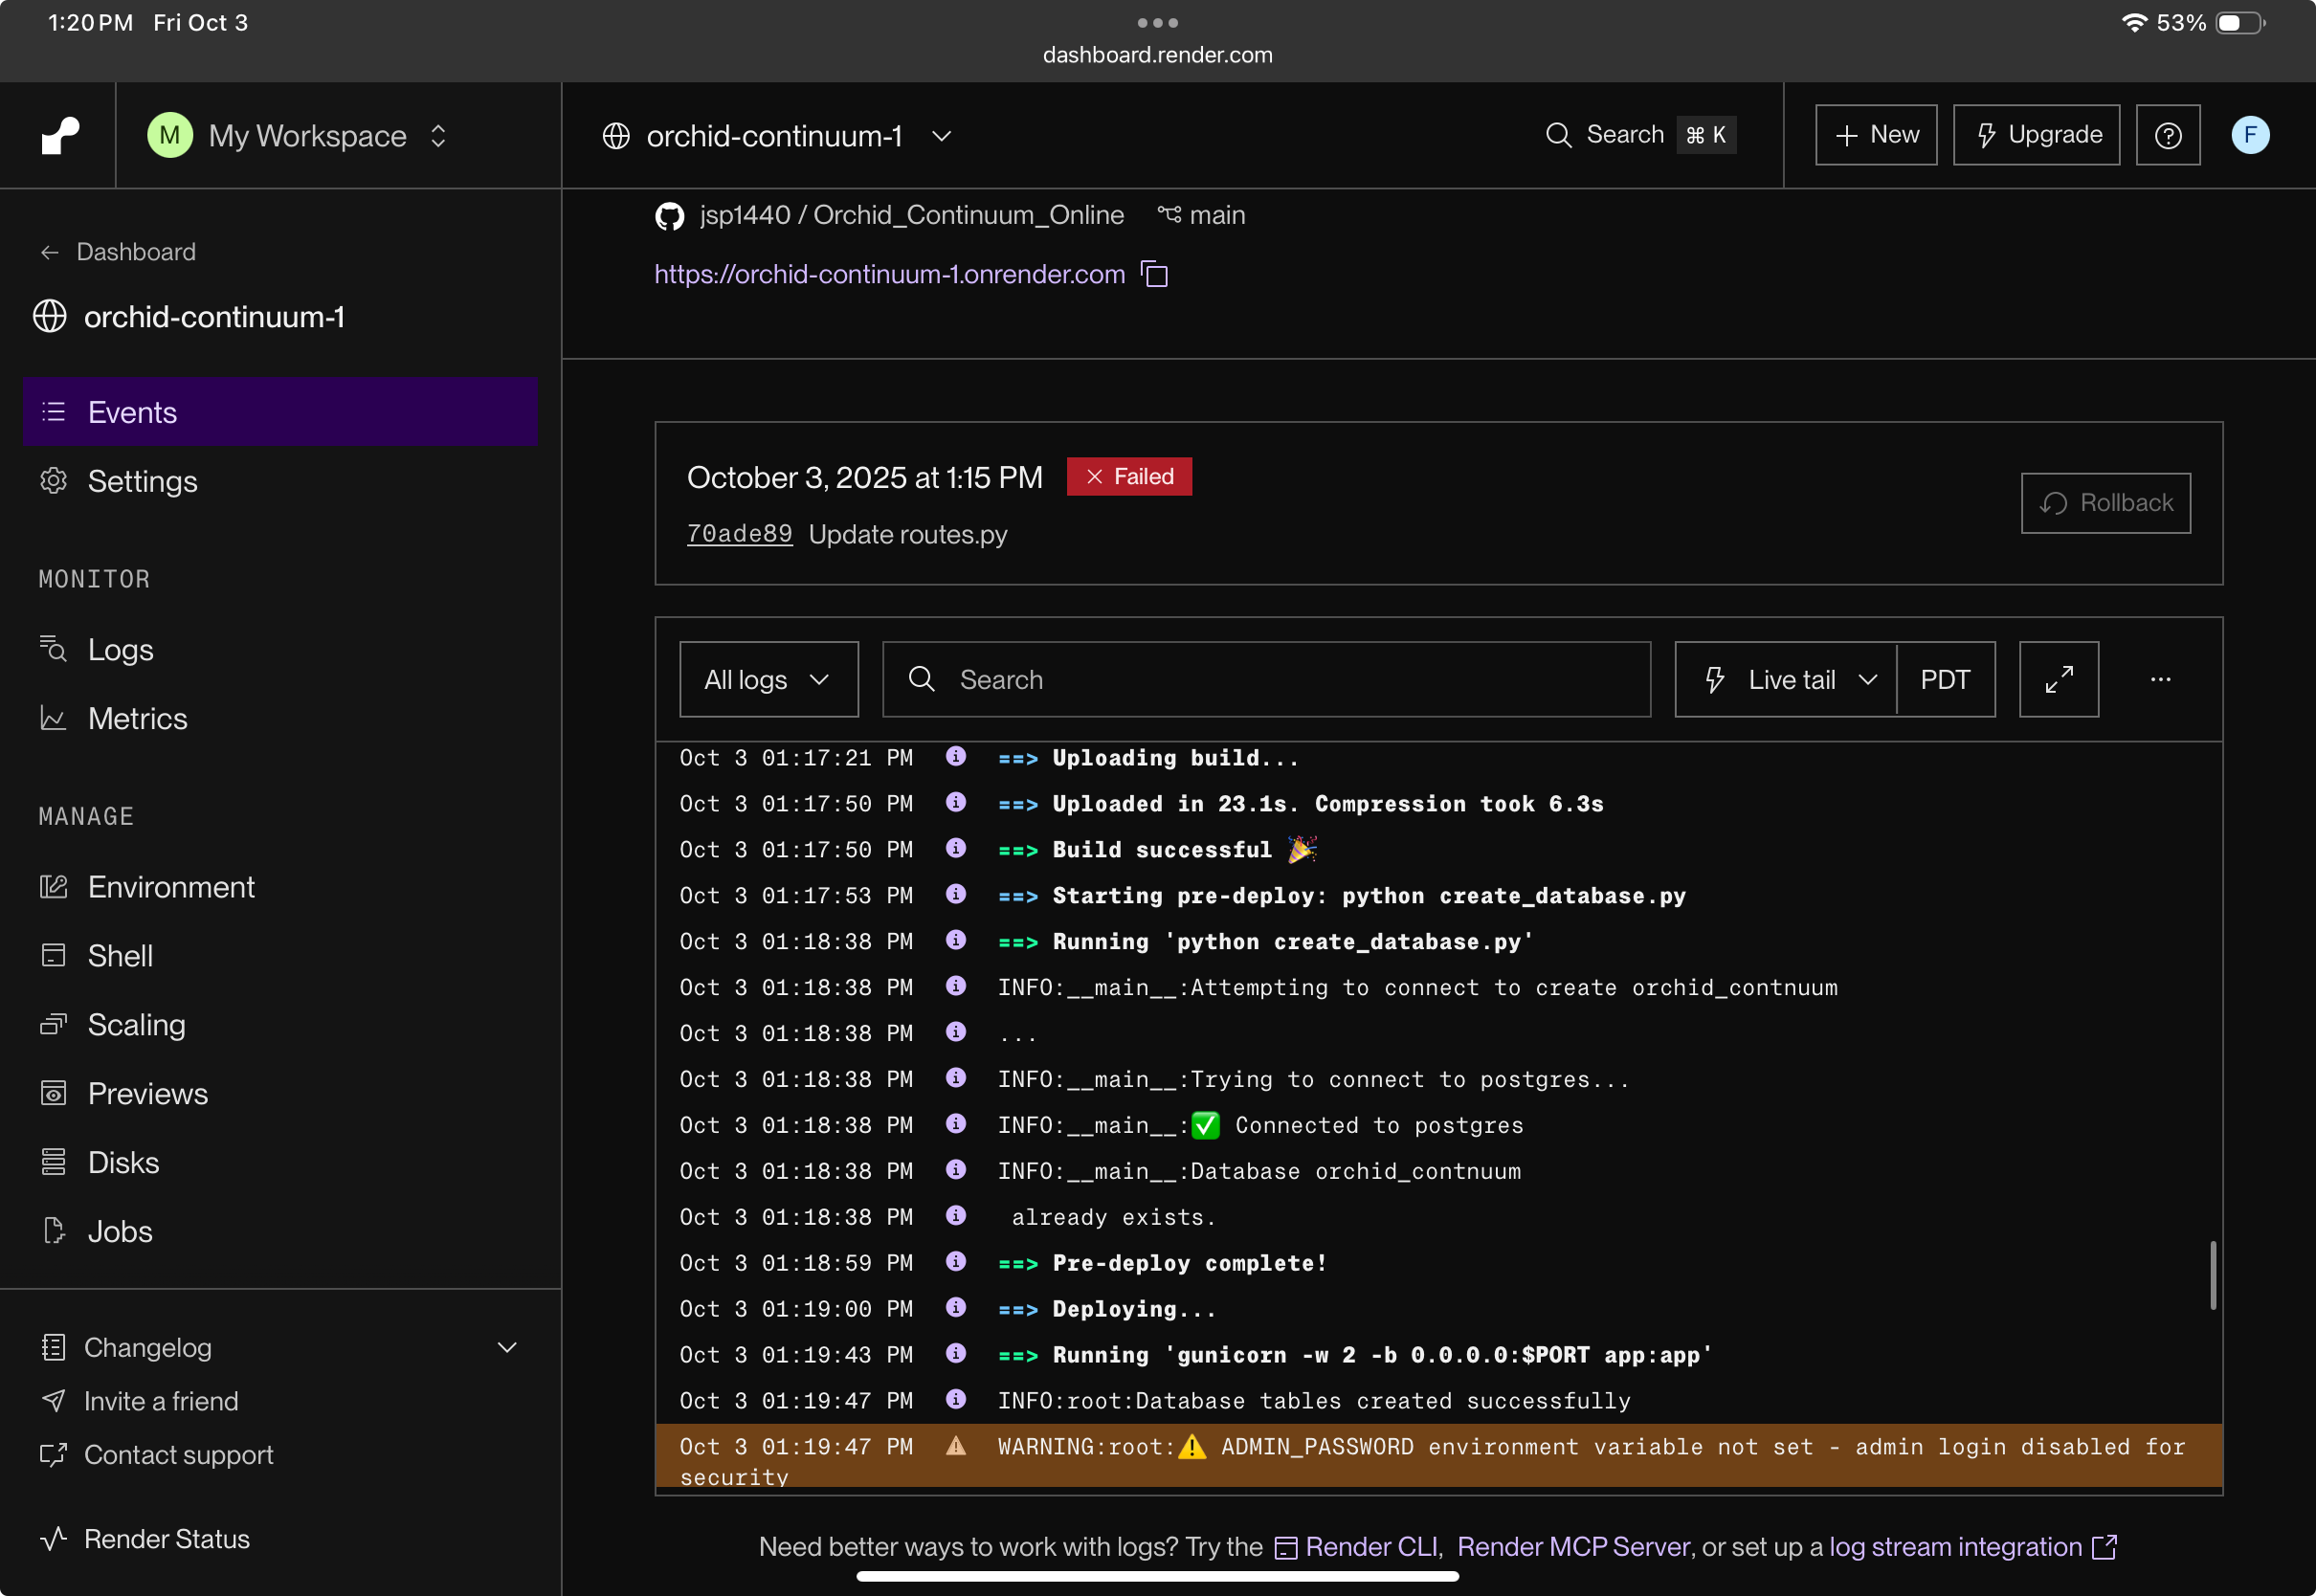 1:20 PM Fri Oct 3
53%
dashboard.render.com
M My Workspace
orchid-continuum-1
Search ⌘ K
+ New
Upgrade
F
← Dashboard
orchid-continuum-1
Events
Settings
MONITOR
Logs
Metrics
MANAGE
Environment
Shell
Scaling
Previews
Disks
Jobs
Changelog
Invite a friend
Contact support
Render Status
jsp1440 / Orchid_Continuum_Online main
https://orchid-continuum-1.onrender.com
October 3, 2025 at 1:15 PM × Failed
70ade89 Update routes.py
Rollback
All logs
Search
Live tail
PDT
...
Oct 3 01:17:21 PM ==> Uploading build...
Oct 3 01:17:50 PM ==> Uploaded in 23.1s. Compression took 6.3s
Oct 3 01:17:50 PM ==> Build successful 🎉
Oct 3 01:17:53 PM ==> Starting pre-deploy: python create_database.py
Oct 3 01:18:38 PM ==> Running 'python create_database.py'
Oct 3 01:18:38 PM INFO:__main__:Attempting to connect to create orchid_contnuum
Oct 3 01:18:38 PM ...
Oct 3 01:18:38 PM INFO:__main__:Trying to connect to postgres...
Oct 3 01:18:38 PM INFO:__main__:✅ Connected to postgres
Oct 3 01:18:38 PM INFO:__main__:Database orchid_contnuum
Oct 3 01:18:38 PM already exists.
Oct 3 01:18:59 PM ==> Pre-deploy complete!
Oct 3 01:19:00 PM ==> Deploying...
Oct 3 01:19:43 PM ==> Running 'gunicorn -w 2 -b 0.0.0.0:$PORT app:app'
Oct 3 01:19:47 PM INFO:root:Database tables created successfully
Oct 3 01:19:47 PM WARNING:root:⚠️ ADMIN_PASSWORD environment variable not set - admin login disabled for
security
Need better ways to work with logs? Try the Render CLI, Render MCP Server, or set up a log stream integration